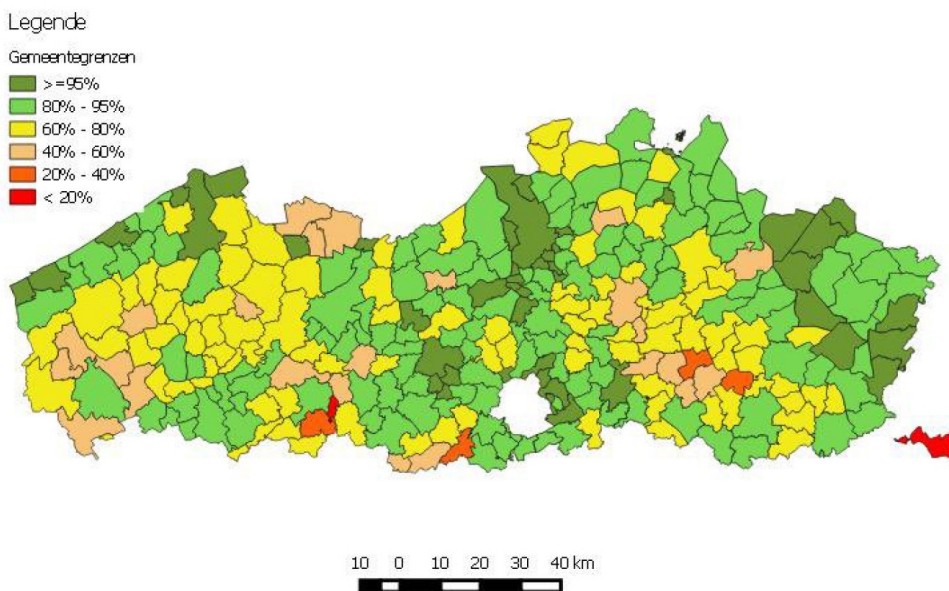 Legende
Gemeentegrenzen
>=95%
80% - 95%
60% - 80%
40% - 60%
20% - 40%
< 20%
10 0 10 20 30 40 km